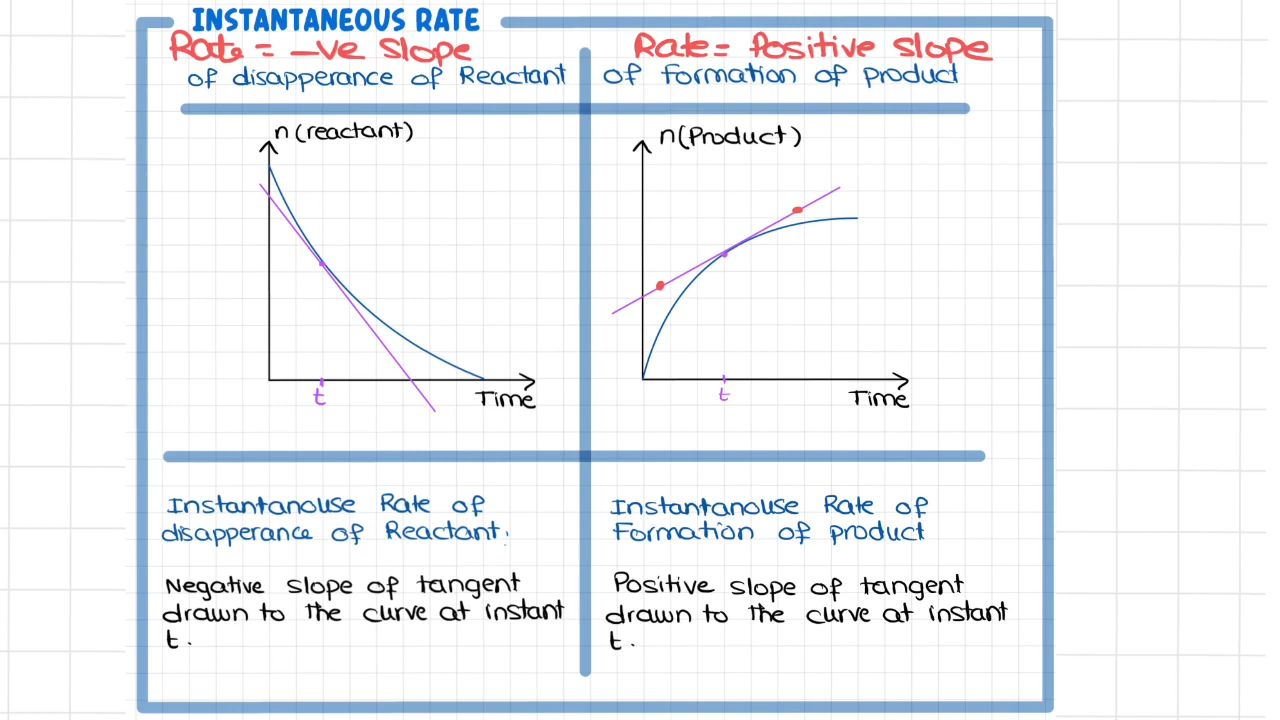 INSTANTANEOUS RATE
Rate = -ve slope
of disapperance of Reactant
n (reactant)
t
Time
Instantanouse Rate of
disapperance of Reactant.
Negative slope of tangent
drawn to the curve at instant
t.
Rate = Positive slope
of formation of product
n(Product)
t
Time
Instantanouse Rate of
Formation of product
Positive slope of tangent
drawn to the curve at instant
t.